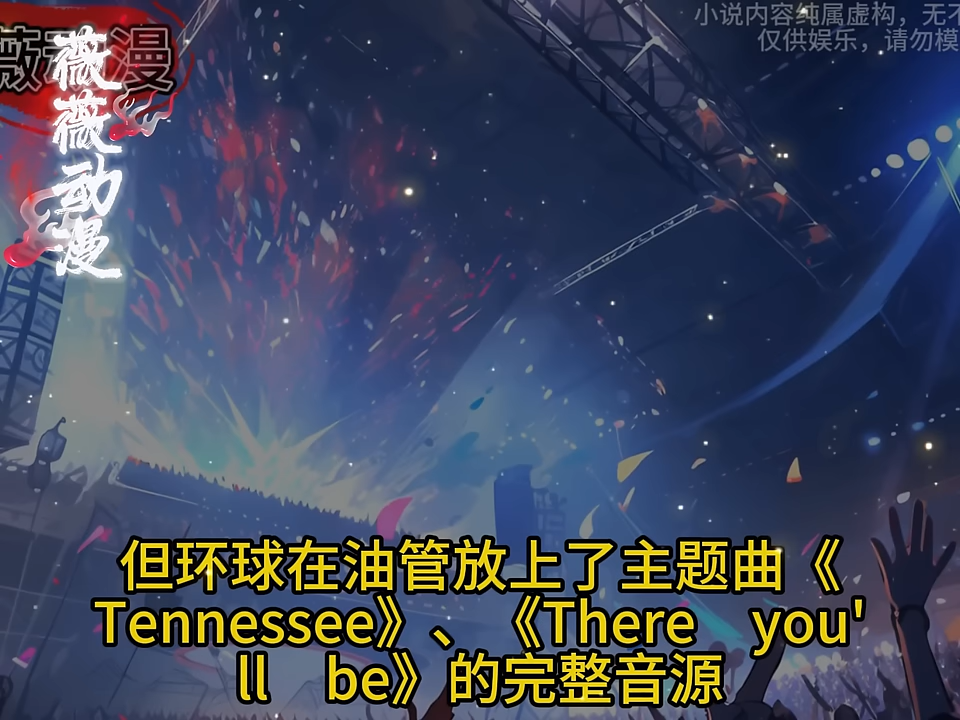 小说内容纯属虚构，无不
仅供娱乐，请勿模
薇
漫
薇薇动漫
但环球在油管放上了主题曲《
Tennessee》、《There you'
ll be》的完整音源